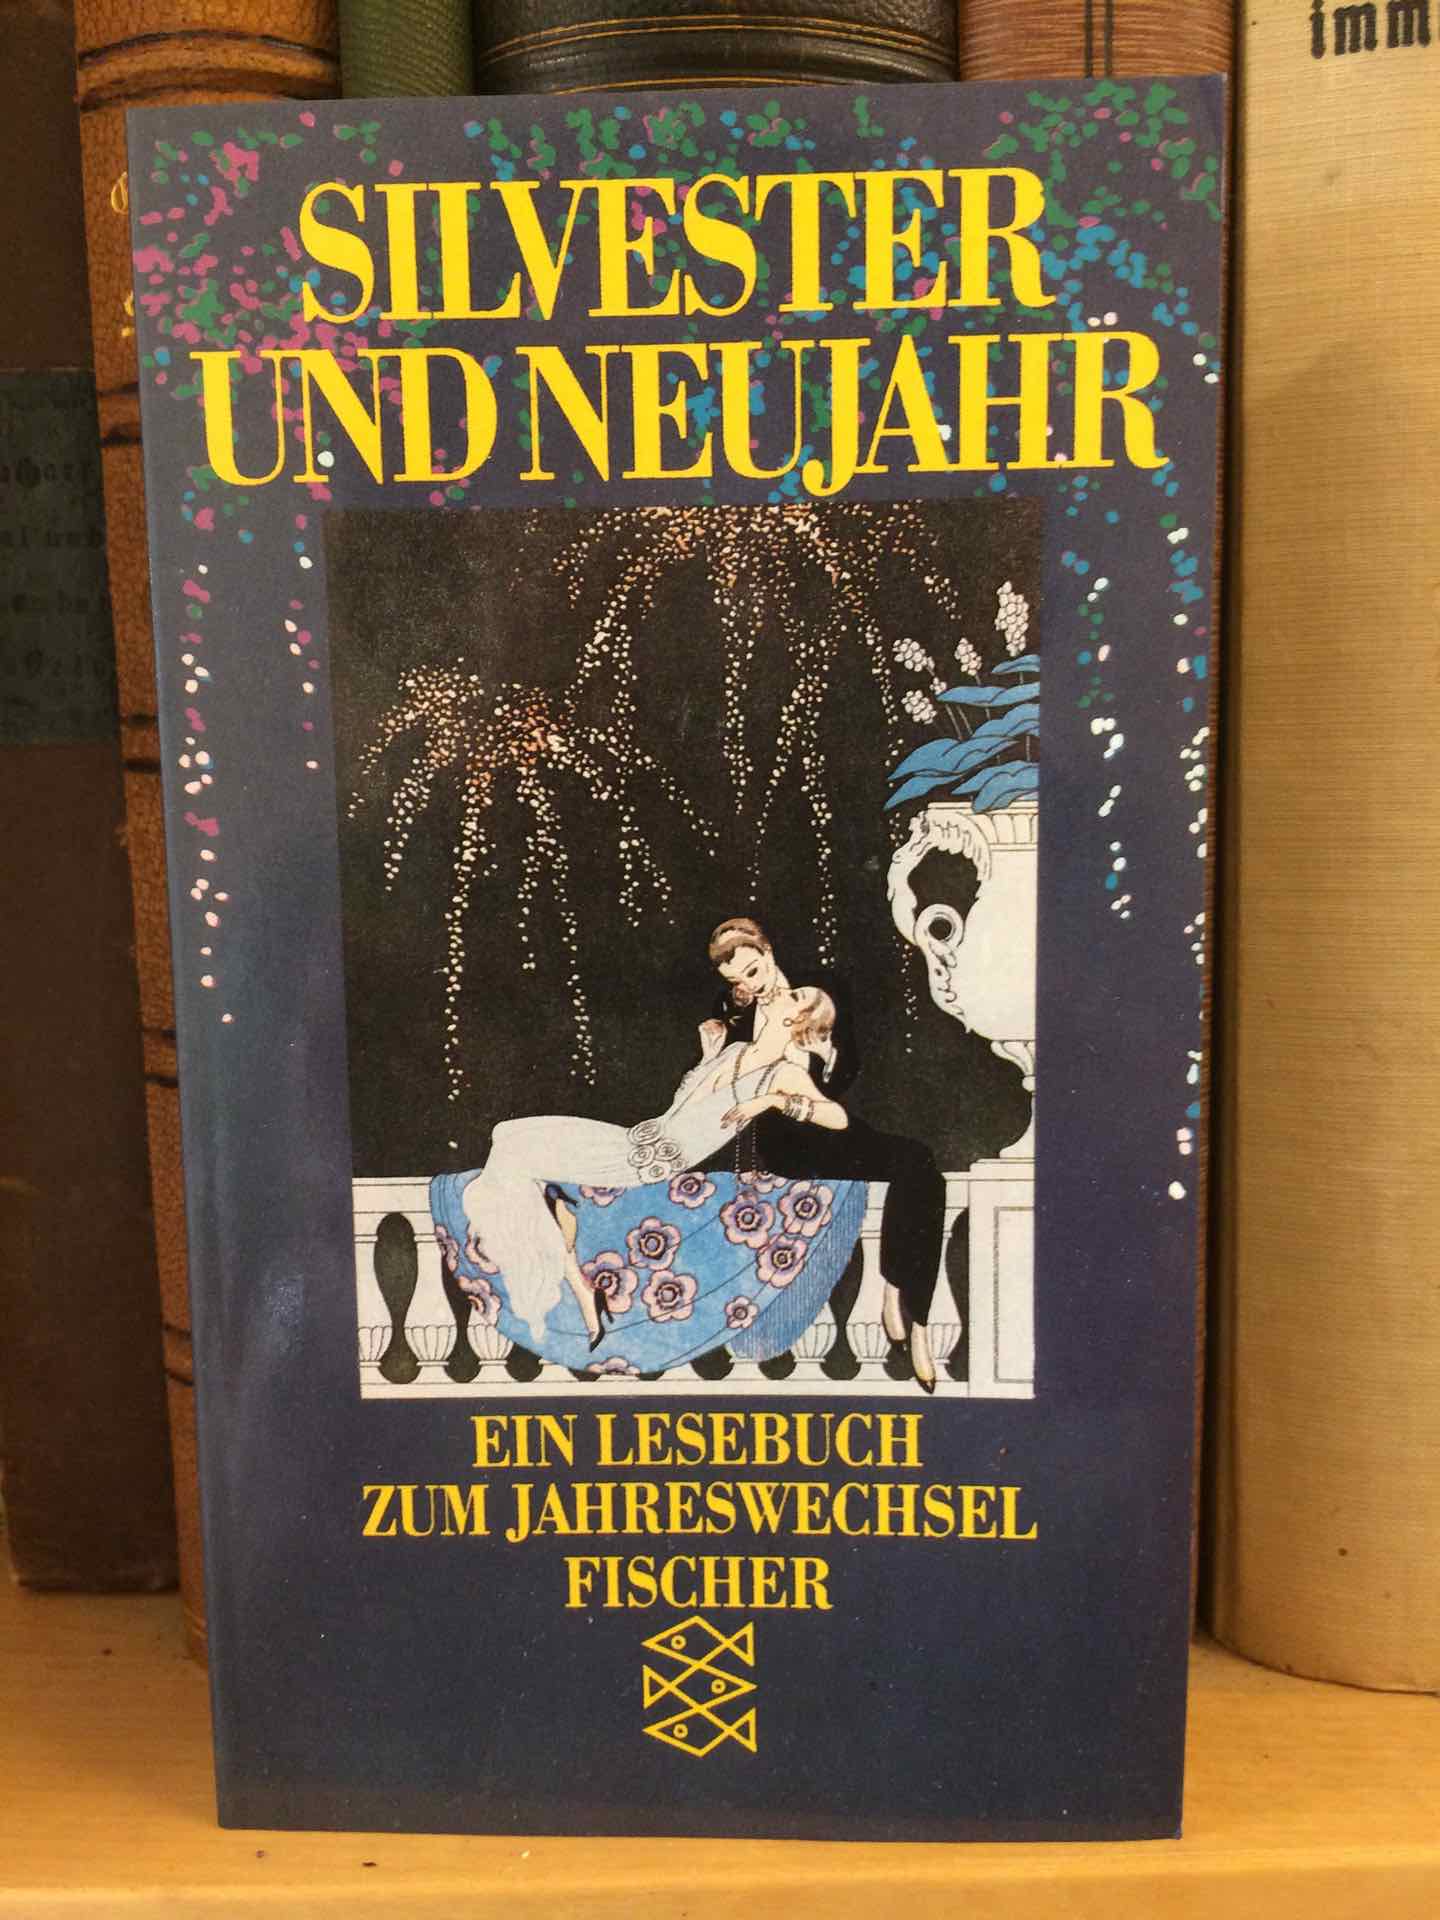 SILVESTER
UND NEUJAHR
EIN LESEBUCH
ZUM JAHRESWECHSEL
FISCHER